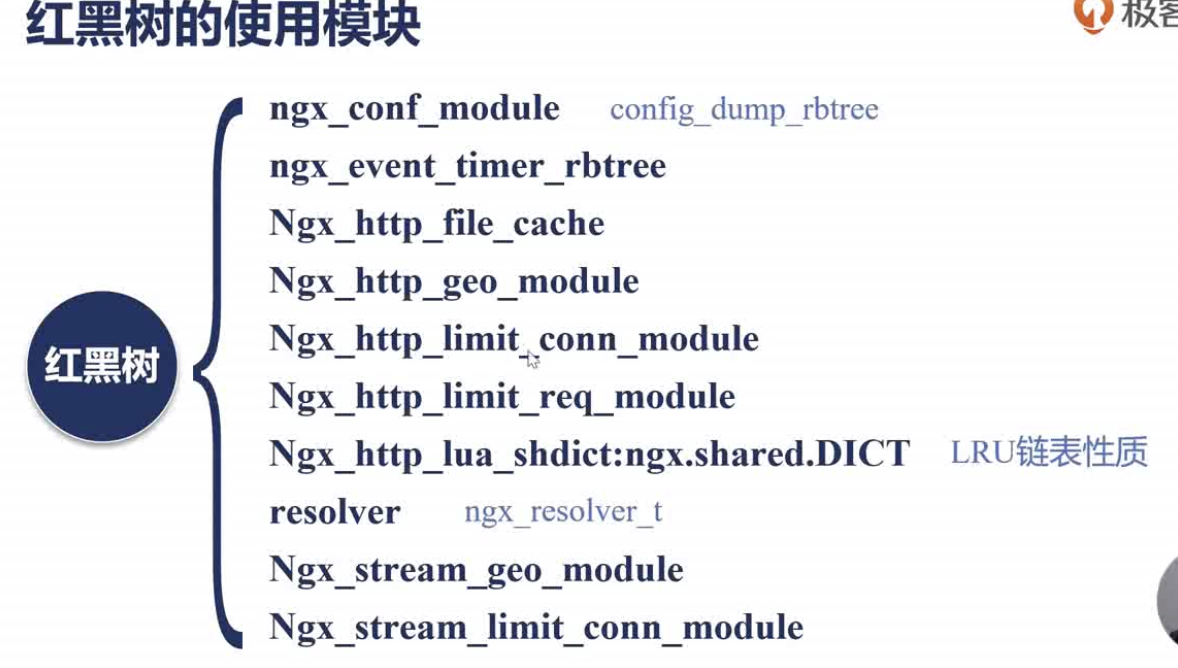 红黑树的使用模块
极客
ngx_conf_module config_dump_rbtree
ngx_event_timer_rbtree
Ngx_http_file_cache
Ngx_http_geo_module
Ngx_http_limit_conn_module
红黑树
Ngx_http_limit_req_module
Ngx_http_lua_shdict:ngx.shared.DICT LRU链表性质
resolver ngx_resolver_t
Ngx_stream_geo_module
Ngx_stream_limit_conn_module